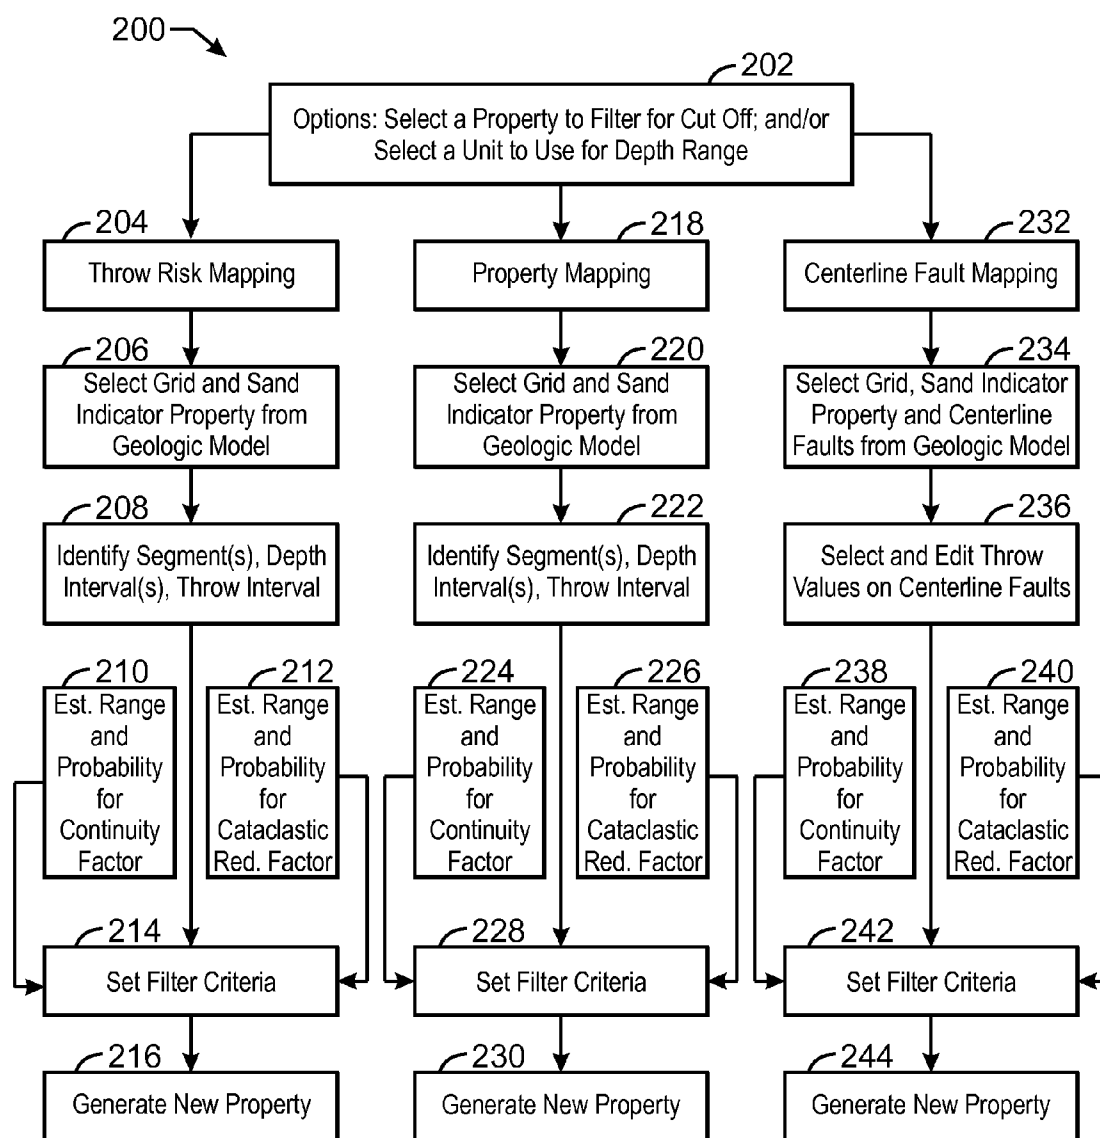 200
202
Options: Select a Property to Filter for Cut Off; and/or
Select a Unit to Use for Depth Range
204
Throw Risk Mapping
218
Property Mapping
232
Centerline Fault Mapping
206
Select Grid and Sand
Indicator Property from
Geologic Model
220
Select Grid and Sand
Indicator Property from
Geologic Model
234
Select Grid, Sand Indicator
Property and Centerline
Faults from Geologic Model
208
Identify Segment(s), Depth
Interval(s), Throw Interval
222
Identify Segment(s), Depth
Interval(s), Throw Interval
236
Select and Edit Throw
Values on Centerline Faults
210
Est. Range
and
Probability
for
Continuity
Factor
212
Est. Range
and
Probability
for
Cataclastic
Red. Factor
224
Est. Range
and
Probability
for
Continuity
Factor
226
Est. Range
and
Probability
for
Cataclastic
Red. Factor
238
Est. Range
and
Probability
for
Continuity
Factor
240
Est. Range
and
Probability
for
Cataclastic
Red. Factor
214
Set Filter Criteria
228
Set Filter Criteria
242
Set Filter Criteria
216
Generate New Property
230
Generate New Property
244
Generate New Property